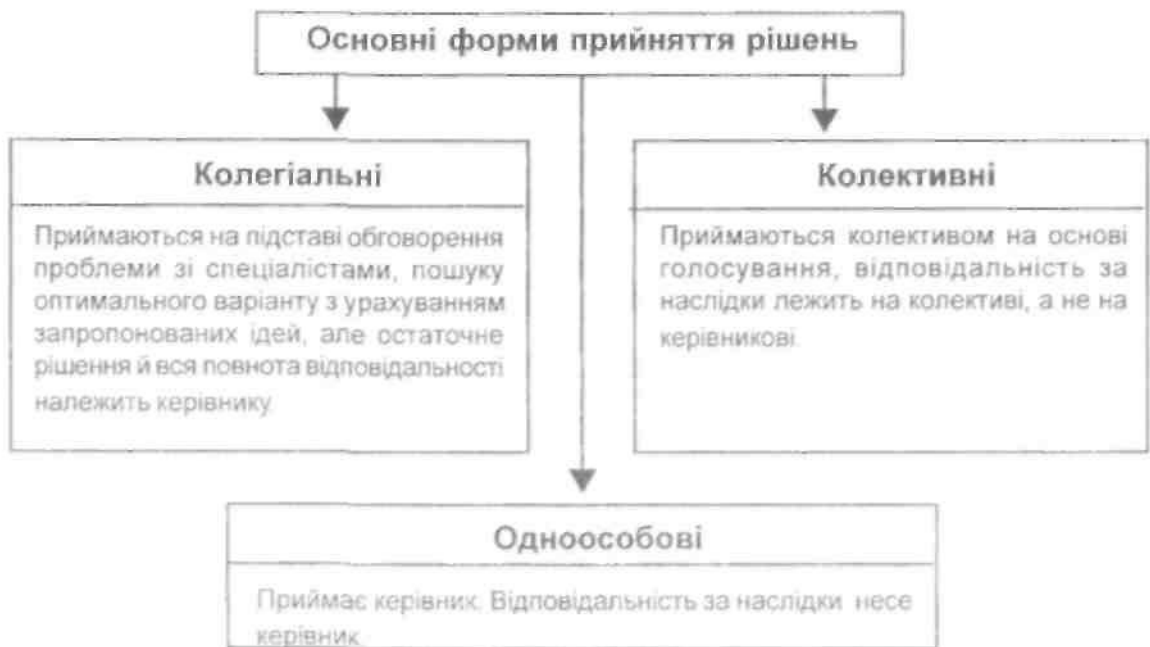 Основні форми прийняття рішень
Колегіальні
Приймаються на підставі обговорення
проблеми зі спеціалістами, пошуку
оптимального варіанту з урахуванням
запропонованих ідей, але остаточне
рішення й вся повнота відповідальності
належить керівнику.
Колективні
Приймаються колективом на основі
голосування, відповідальність за
наслідки лежить на колективі, а не на
керівникові.
Одноособові
Приймає керівник. Відповідальність за наслідки несе
керівник.